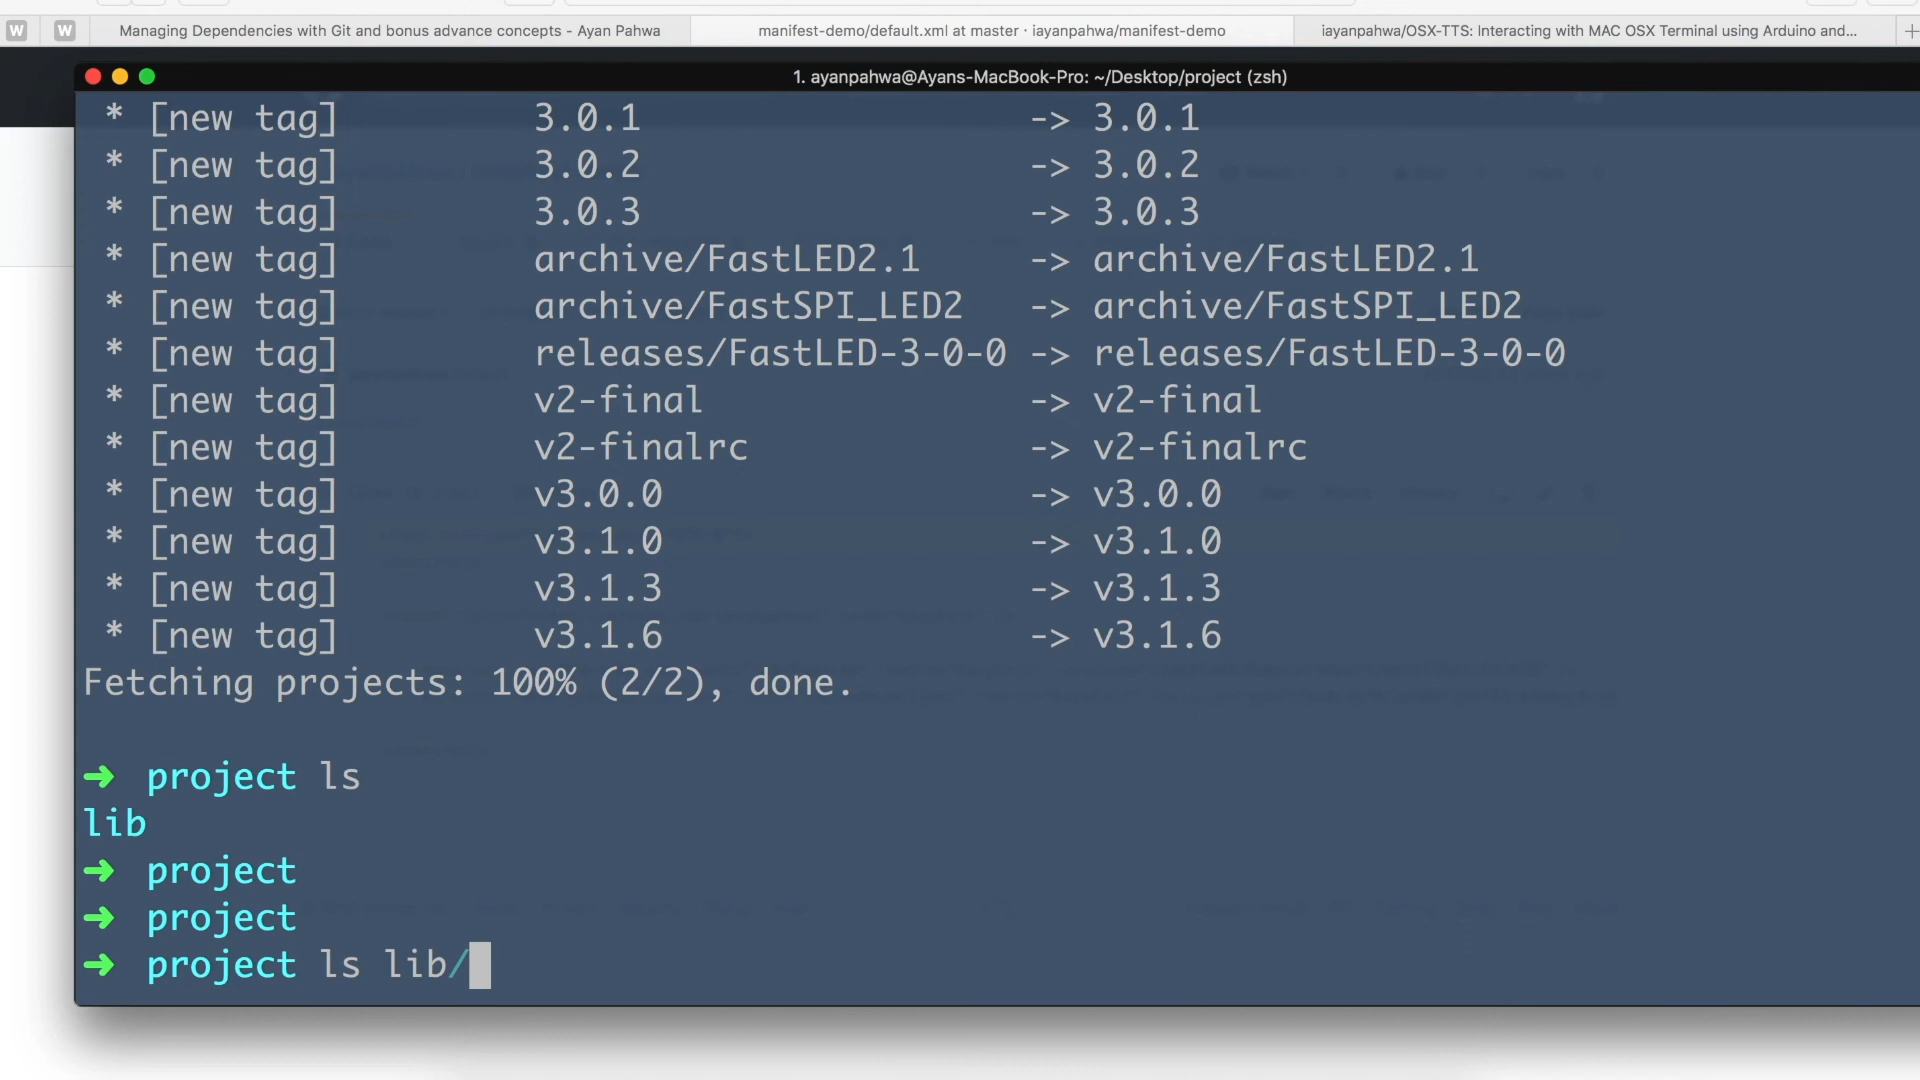 W W Managing Dependencies with Git and bonus advance concepts - Ayan Pahwa manifest-demo/default.xml at master · iayanpahwa/manifest-demo iayanpahwa/OSX-TTS: Interacting with MAC OSX Terminal using Arduino and... +
1. ayanpahwa@Ayans-MacBook-Pro: ~/Desktop/project (zsh)
* [new tag] 3.0.1 -> 3.0.1
* [new tag] 3.0.2 -> 3.0.2
* [new tag] 3.0.3 -> 3.0.3
* [new tag] archive/FastLED2.1 -> archive/FastLED2.1
* [new tag] archive/FastSPI_LED2 -> archive/FastSPI_LED2
* [new tag] releases/FastLED-3-0-0 -> releases/FastLED-3-0-0
* [new tag] v2-final -> v2-final
* [new tag] v2-finalrc -> v2-finalrc
* [new tag] v3.0.0 -> v3.0.0
* [new tag] v3.1.0 -> v3.1.0
* [new tag] v3.1.3 -> v3.1.3
* [new tag] v3.1.6 -> v3.1.6
Fetching projects: 100% (2/2), done.
➜ project ls
lib
➜ project
➜ project
➜ project ls lib/